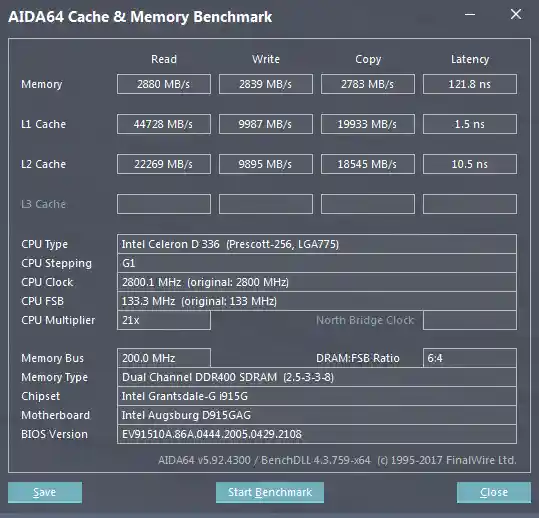 AIDA64 Cache & Memory Benchmark
Read Write Copy Latency
Memory 2880 MB/s 2839 MB/s 2783 MB/s 121.8 ns
L1 Cache 44728 MB/s 9987 MB/s 19933 MB/s 1.5 ns
L2 Cache 22269 MB/s 9895 MB/s 18545 MB/s 10.5 ns
L3 Cache
CPU Type Intel Celeron D 336 (Prescott-256, LGA775)
CPU Stepping G1
CPU Clock 2800.1 MHz (original: 2800 MHz)
CPU FSB 133.3 MHz (original: 133 MHz)
CPU Multiplier 21x North Bridge Clock
Memory Bus 200.0 MHz DRAM:FSB Ratio 6:4
Memory Type Dual Channel DDR400 SDRAM (2.5-3-3-8)
Chipset Intel Grantsdale-G i915G
Motherboard Intel Augsburg D915GAG
BIOS Version EV91510A.86A.0444.2005.0429.2108
AIDA64 v5.92.4300 / BenchDLL 4.3.759-x64 (c) 1995-2017 FinalWire Ltd.
Save Start Benchmark Close